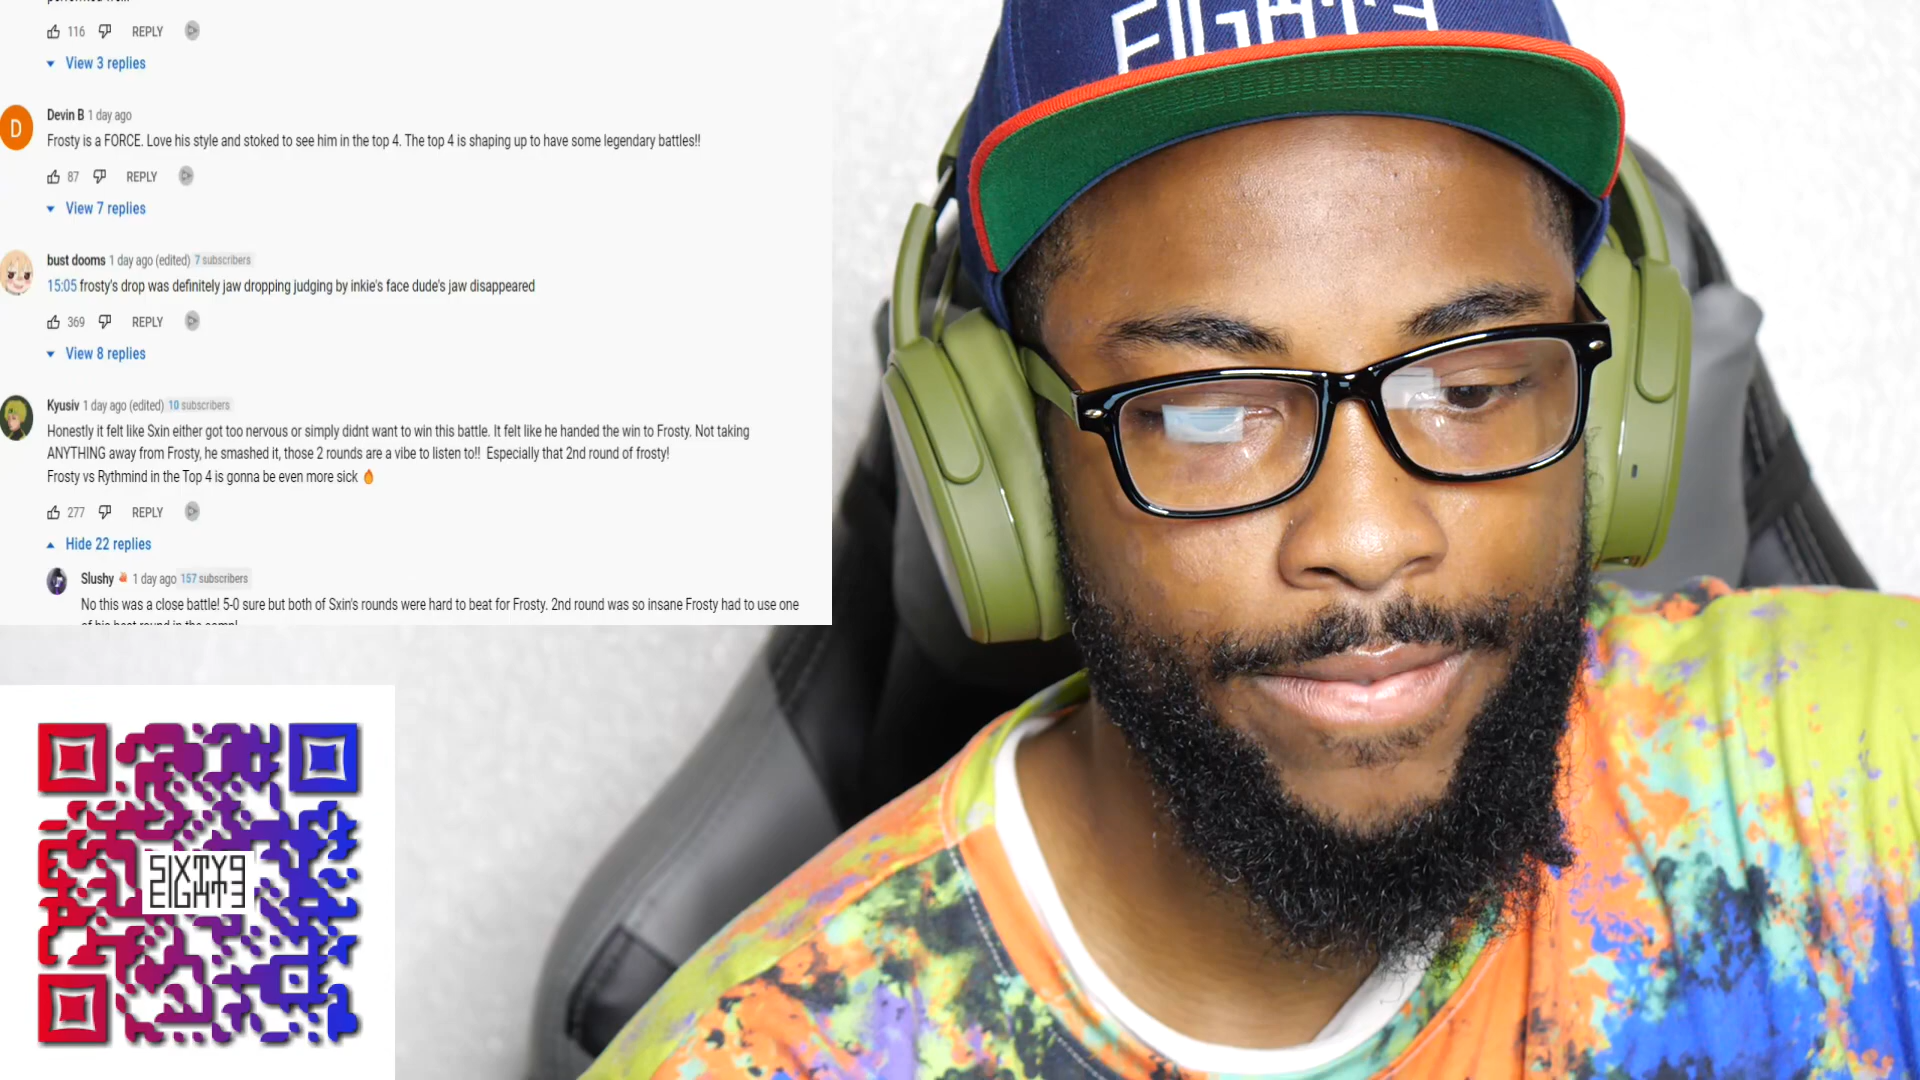 116 REPLY
View 3 replies
D
Devin B 1 day ago
Frosty is a FORCE. Love his style and stoked to see him in the top 4. The top 4 is shaping up to have some legendary battles!!
87 REPLY
View 7 replies
bust dooms 1 day ago (edited) 7 subscribers
15:05 frosty's drop was definitely jaw dropping judging by inkie's face dude's jaw disappeared
369 REPLY
View 8 replies
Kyusiv 1 day ago (edited) 10 subscribers
Honestly it felt like Sxin either got too nervous or simply didnt want to win this battle. It felt like he handed the win to Frosty. Not taking
ANYTHING away from Frosty, he smashed it, those 2 rounds are a vibe to listen to!! Especially that 2nd round of frosty!
Frosty vs Rythmind in the Top 4 is gonna be even more sick 🔥
277 REPLY
Hide 22 replies
Slushy 1 day ago 157 subscribers
No this was a close battle! 5-0 sure but both of Sxin's rounds were hard to beat for Frosty. 2nd round was so insane Frosty had to use one
SIXTY9
EIGHT3
EIGHT3